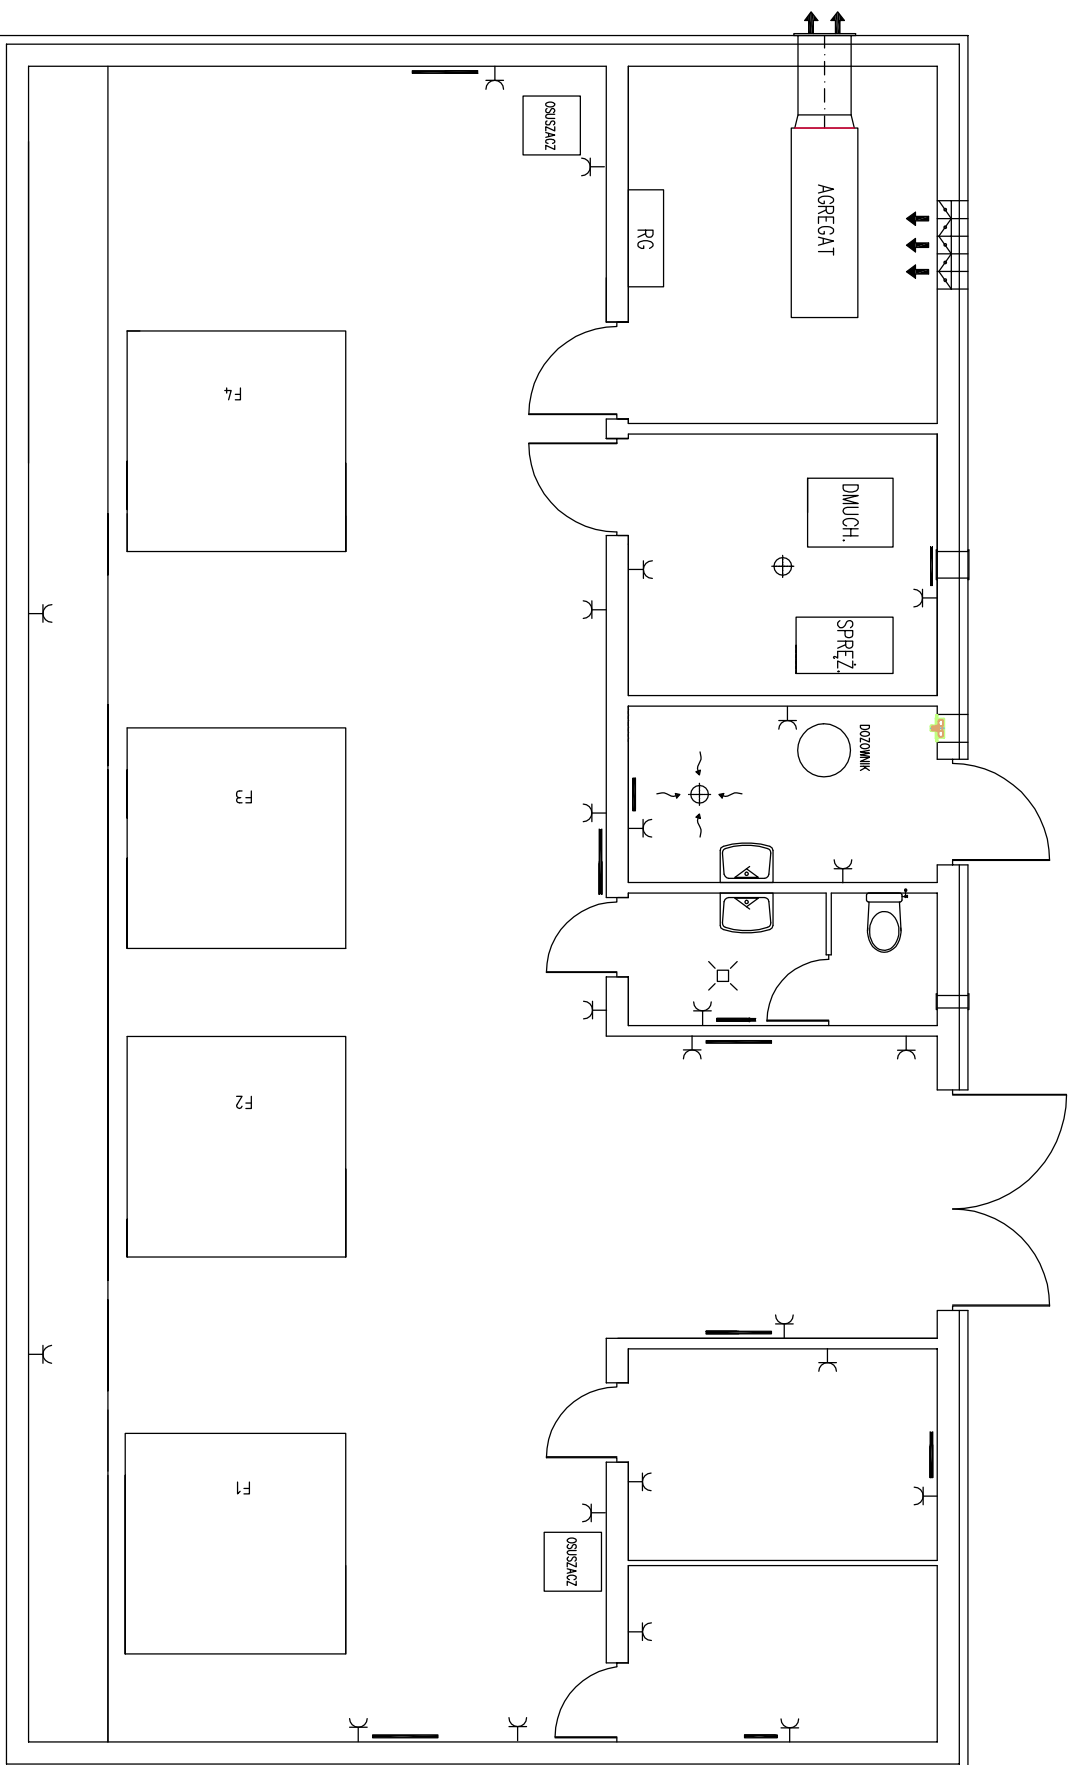 OSUSZACZ
AGREGAT
RG
F4
DMUCH.
SPRĘŻ.
DOZOWNIK
F3
F2
F1
OSUSZACZ